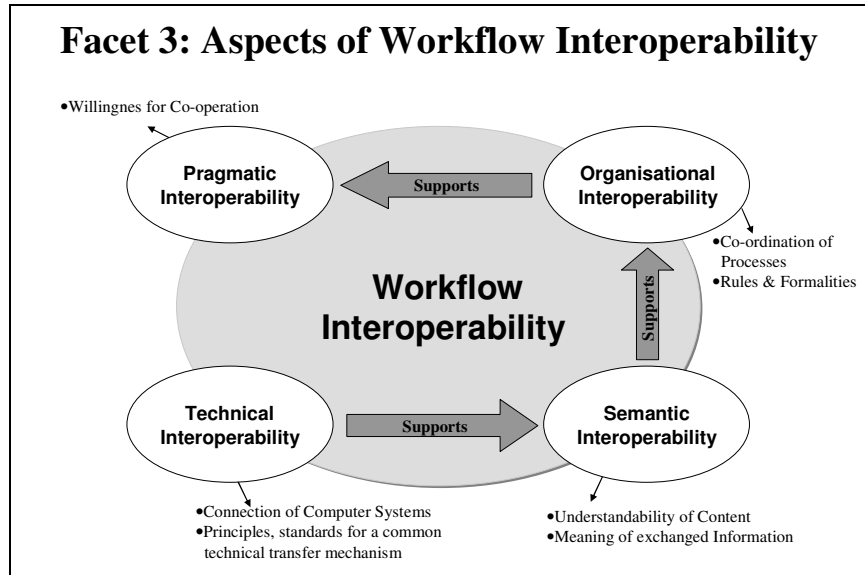 Facet 3: Aspects of Workflow Interoperability
•Willingnes for Co-operation
Pragmatic
Interoperability
Supports
Organisational
Interoperability
•Co-ordination of
Processes
•Rules & Formalities
Workflow
Interoperability
Supports
Technical
Interoperability
Supports
Semantic
Interoperability
•Connection of Computer Systems
•Principles, standards for a common
technical transfer mechanism
•Understandability of Content
•Meaning of exchanged Information